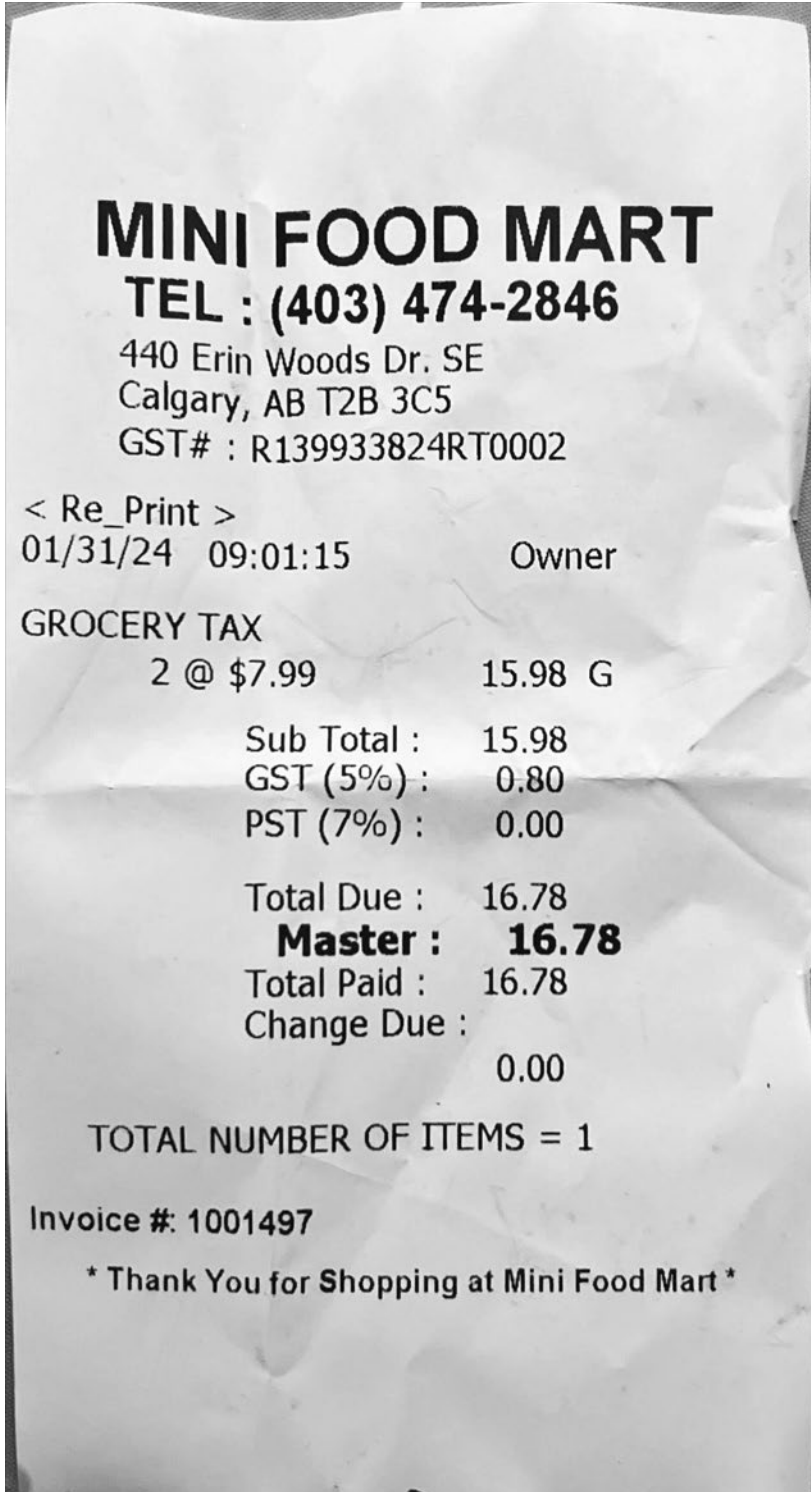 MINI FOOD MART
TEL : (403) 474-2846
440 Erin Woods Dr. SE
Calgary, AB T2B 3C5
GST# : R139933824RT0002
< Re_Print >
01/31/24 09:01:15 Owner
GROCERY TAX
2 @ $7.99 15.98 G
Sub Total : 15.98
GST (5%) : 0.80
PST (7%) : 0.00
Total Due : 16.78
Master : 16.78
Total Paid : 16.78
Change Due :
0.00
TOTAL NUMBER OF ITEMS = 1
Invoice #: 1001497
* Thank You for Shopping at Mini Food Mart *